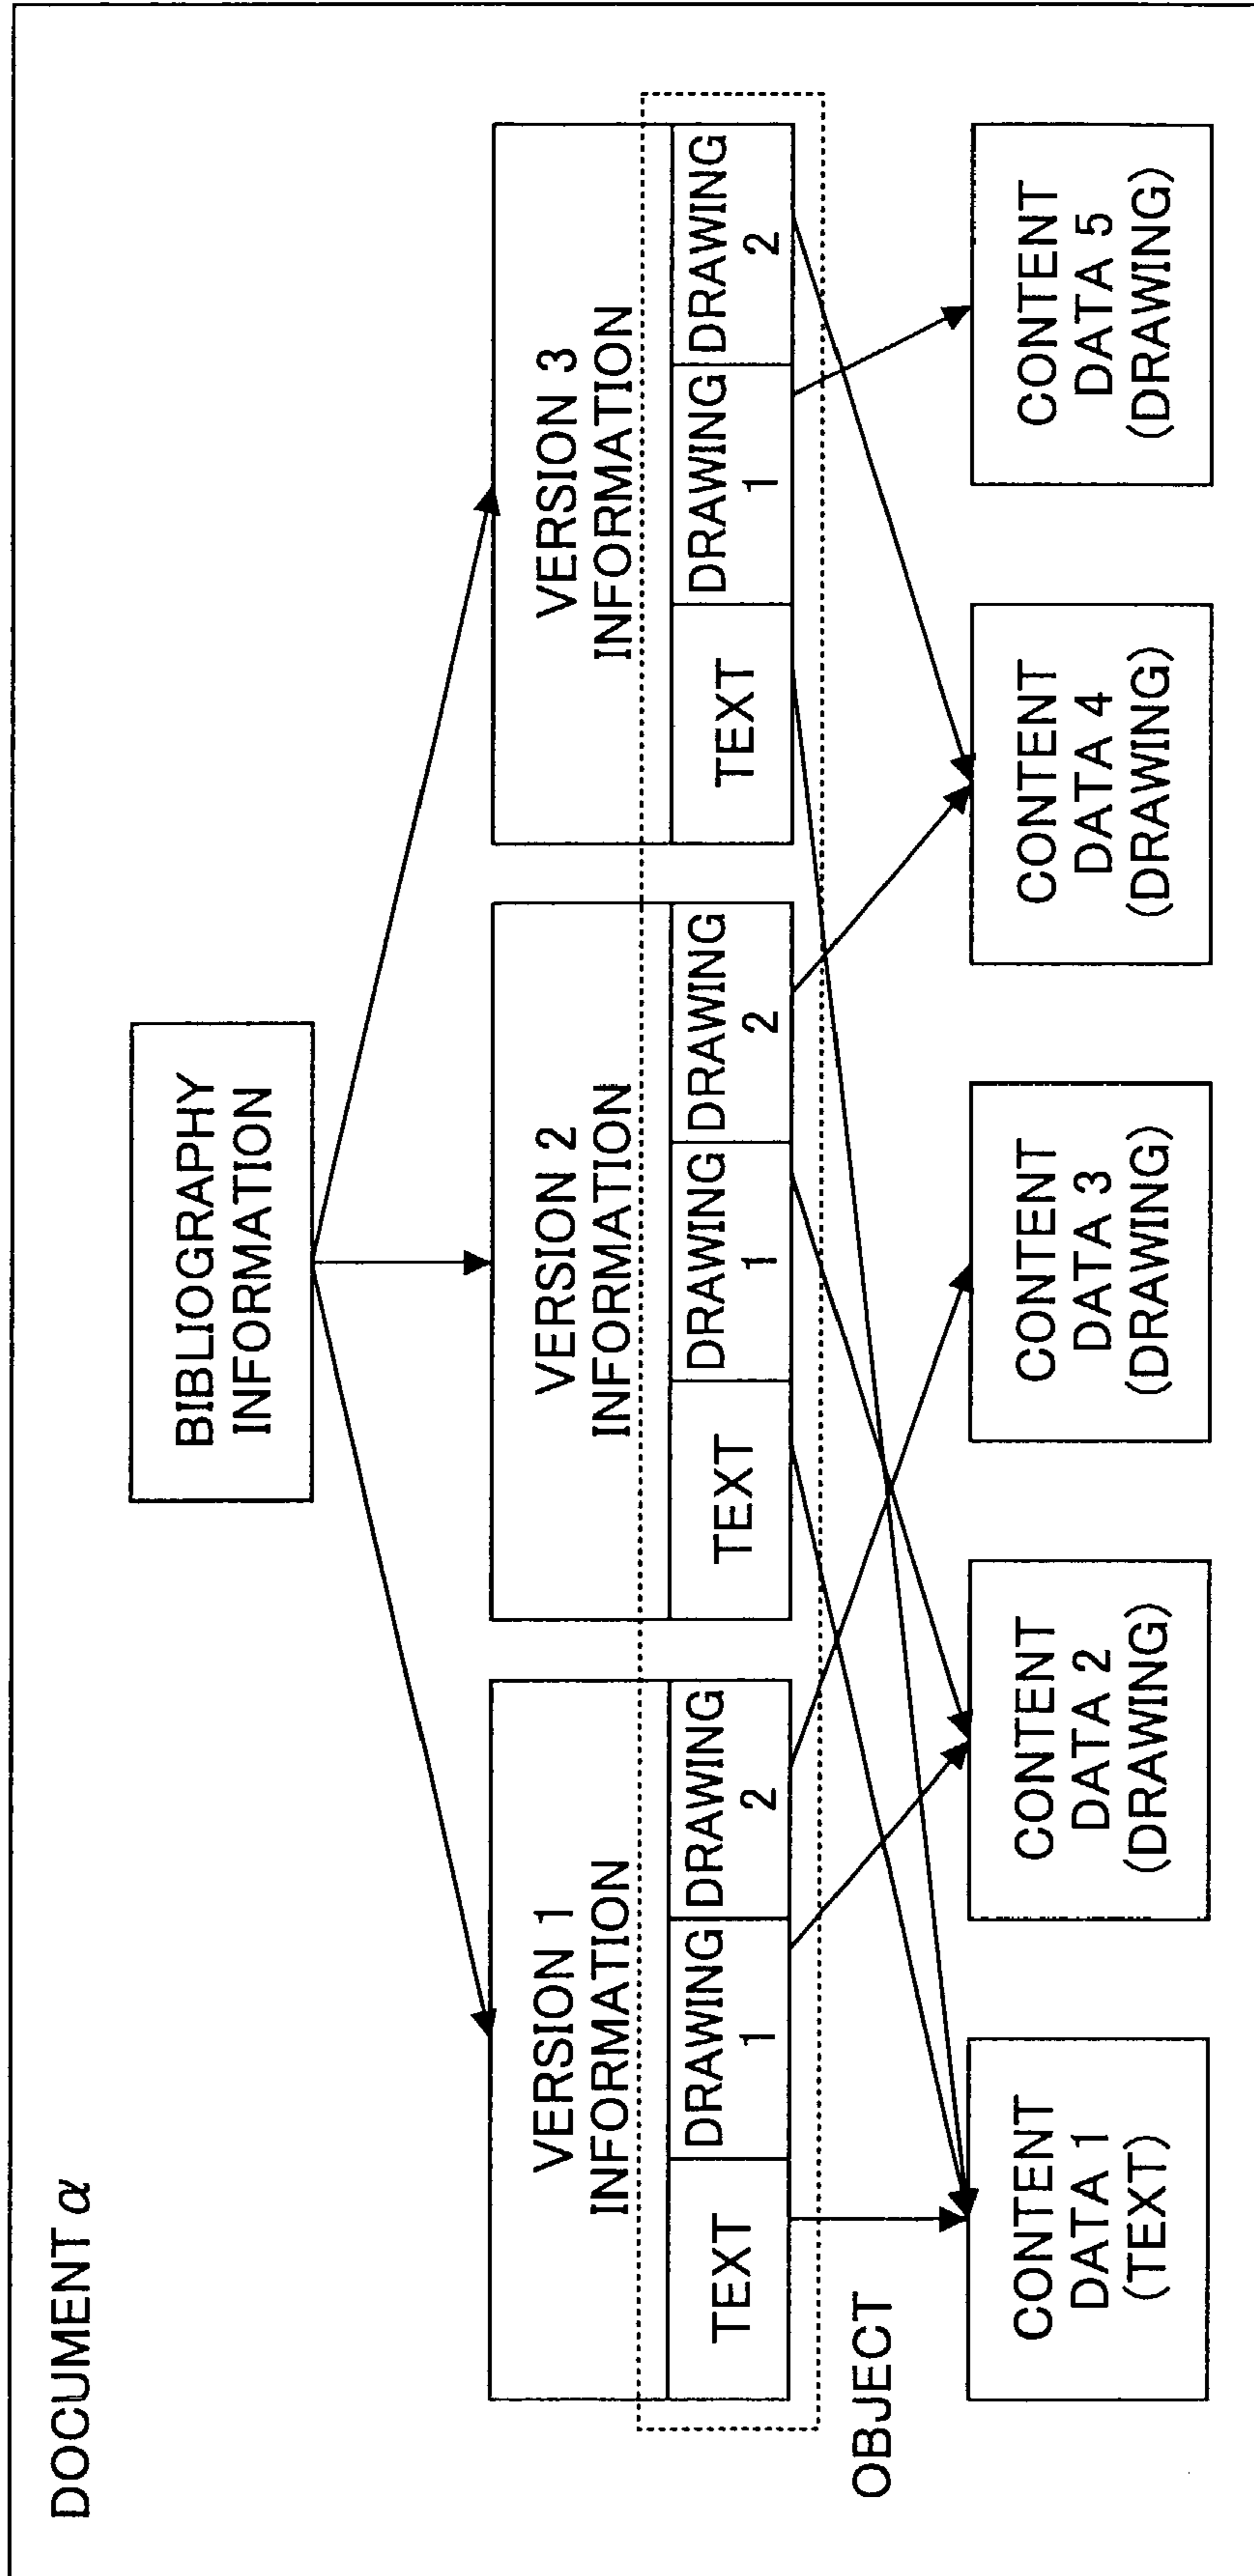 DOCUMENT α
BIBLIOGRAPHY
INFORMATION
VERSION 1
INFORMATION
TEXT
DRAWING
1
DRAWING
2
VERSION 2
INFORMATION
TEXT
DRAWING
1
DRAWING
2
VERSION 3
INFORMATION
TEXT
DRAWING
1
DRAWING
2
OBJECT
CONTENT
DATA 1
(TEXT)
CONTENT
DATA 2
(DRAWING)
CONTENT
DATA 3
(DRAWING)
CONTENT
DATA 4
(DRAWING)
CONTENT
DATA 5
(DRAWING)